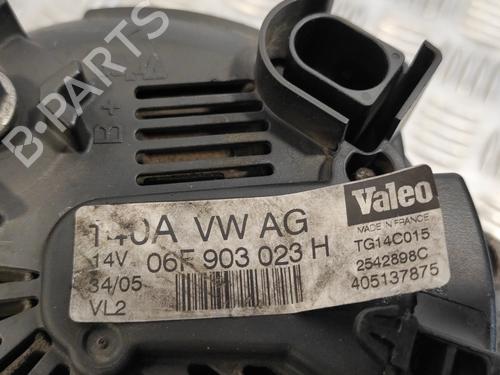 B-PARTS
B+
140A VW AG
14V 06F 903 023 H
34/05
VL2
Valeo
MADE IN FRANCE
TG14C015
2542898C
405137875